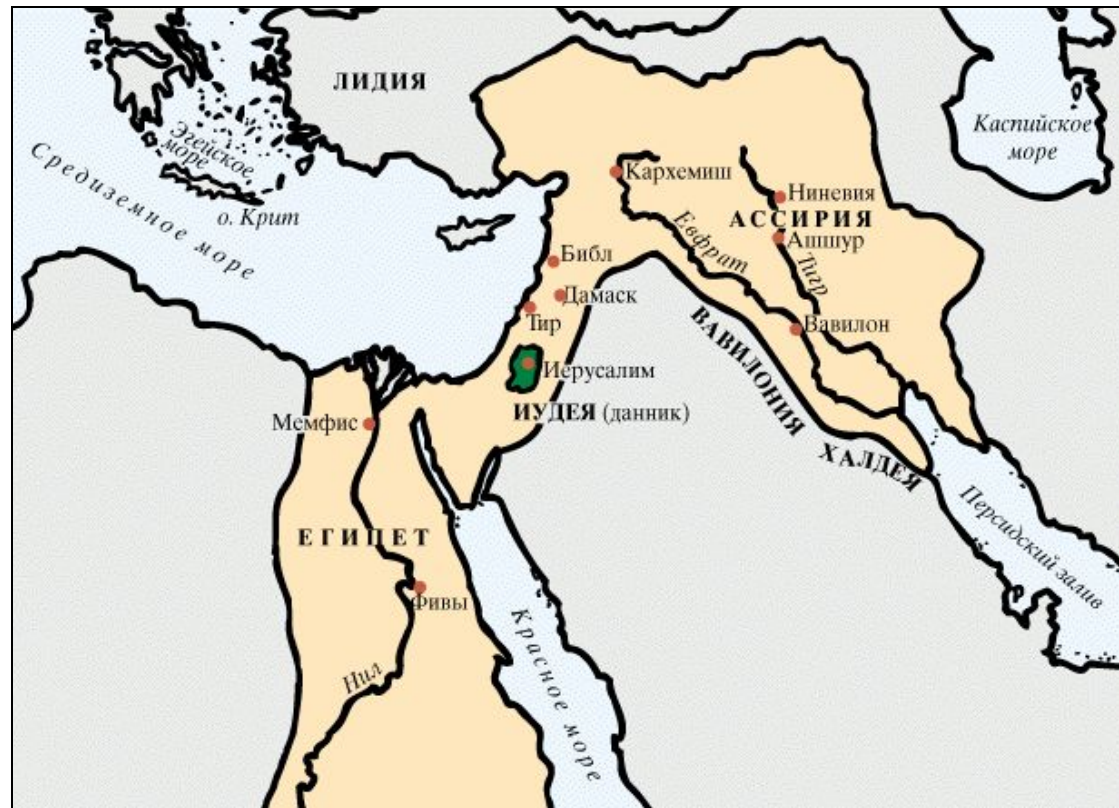 ЛИДИЯ
Каспийское
море
Эгейское
море
Средиземное море
о. Крит
Кархемиш
Ниневия
АССИРИЯ
Ашшур
Евфрат
Тигр
Библ
Дамаск
Тир
Вавилон
ВАВИЛОНИЯ
ХАЛДЕЯ
Иерусалим
ИУДЕЯ (данник)
Мемфис
ЕГИПЕТ
Фивы
Нил
Красное море
Персидский залив